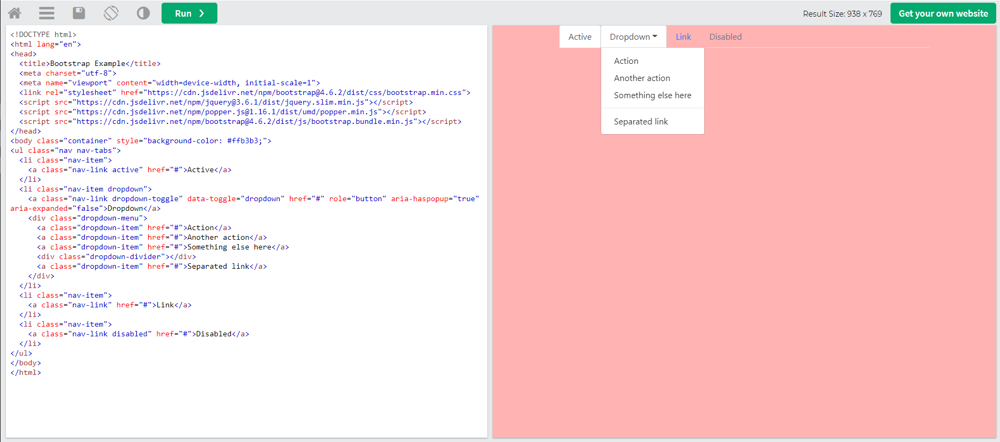 Run ❯
Result Size: 938 x 769
Get your own website
<!DOCTYPE html>
<html lang="en">
<head>
  <title>Bootstrap Example</title>
  <meta charset="utf-8">
  <meta name="viewport" content="width=device-width, initial-scale=1">
  <link rel="stylesheet" href="https://cdn.jsdelivr.net/npm/bootstrap@4.6.2/dist/css/bootstrap.min.css">
  <script src="https://cdn.jsdelivr.net/npm/jquery@3.6.1/dist/jquery.slim.min.js"></script>
  <script src="https://cdn.jsdelivr.net/npm/popper.js@1.16.1/dist/umd/popper.min.js"></script>
  <script src="https://cdn.jsdelivr.net/npm/bootstrap@4.6.2/dist/js/bootstrap.bundle.min.js"></script>
</head>
<body class="container" style="background-color: #ffb3b3;">
<ul class="nav nav-tabs">
  <li class="nav-item">
    <a class="nav-link active" href="#">Active</a>
  </li>
  <li class="nav-item dropdown">
    <a class="nav-link dropdown-toggle" data-toggle="dropdown" href="#" role="button" aria-haspopup="true"
aria-expanded="false">Dropdown</a>
    <div class="dropdown-menu">
      <a class="dropdown-item" href="#">Action</a>
      <a class="dropdown-item" href="#">Another action</a>
      <a class="dropdown-item" href="#">Something else here</a>
      <div class="dropdown-divider"></div>
      <a class="dropdown-item" href="#">Separated link</a>
    </div>
  </li>
  <li class="nav-item">
    <a class="nav-link" href="#">Link</a>
  </li>
  <li class="nav-item">
    <a class="nav-link disabled" href="#">Disabled</a>
  </li>
</ul>
</body>
</html>
Active
Dropdown
Link
Disabled
Action
Another action
Something else here
Separated link